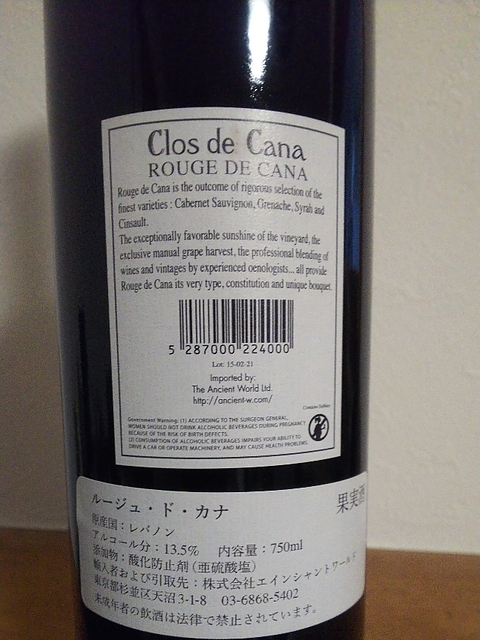 Clos de Cana
ROUGE DE CANA
Rouge de Cana is the outcome of rigorous selection of the
finest varieties : Cabernet Sauvignon, Grenache, Syrah and
Cinsault.
The exceptionally favorable sunshine of the vineyard, the
exclusive manual grape harvest, the professional blending of
wines and vintages by experienced oenologists... all provide
Rouge de Cana its very type, constitution and unique bouquet.
5 287000 224000
Lot: 15-02-21
Imported by:
The Ancient World Ltd.
http://ancient-w.com/
Contains Sulfites
Government Warning: (1) ACCORDING TO THE SURGEON GENERAL,
WOMEN SHOULD NOT DRINK ALCOHOLIC BEVERAGES DURING PREGNANCY
BECAUSE OF THE RISK OF BIRTH DEFECTS.
(2) CONSUMPTION OF ALCOHOLIC BEVERAGES IMPAIRS YOUR ABILITY TO
DRIVE A CAR OR OPERATE MACHINERY, AND MAY CAUSE HEALTH PROBLEMS.
ルージュ・ド・カナ 果実酒
原産国：レバノン
アルコール分：13.5% 内容量：750ml
添加物：酸化防止剤（亜硫酸塩）
輸入者および引取先：株式会社エインシャントワールド
東京都杉並区天沼3-1-8 03-6868-5402
未成年者の飲酒は法律で禁止されています。